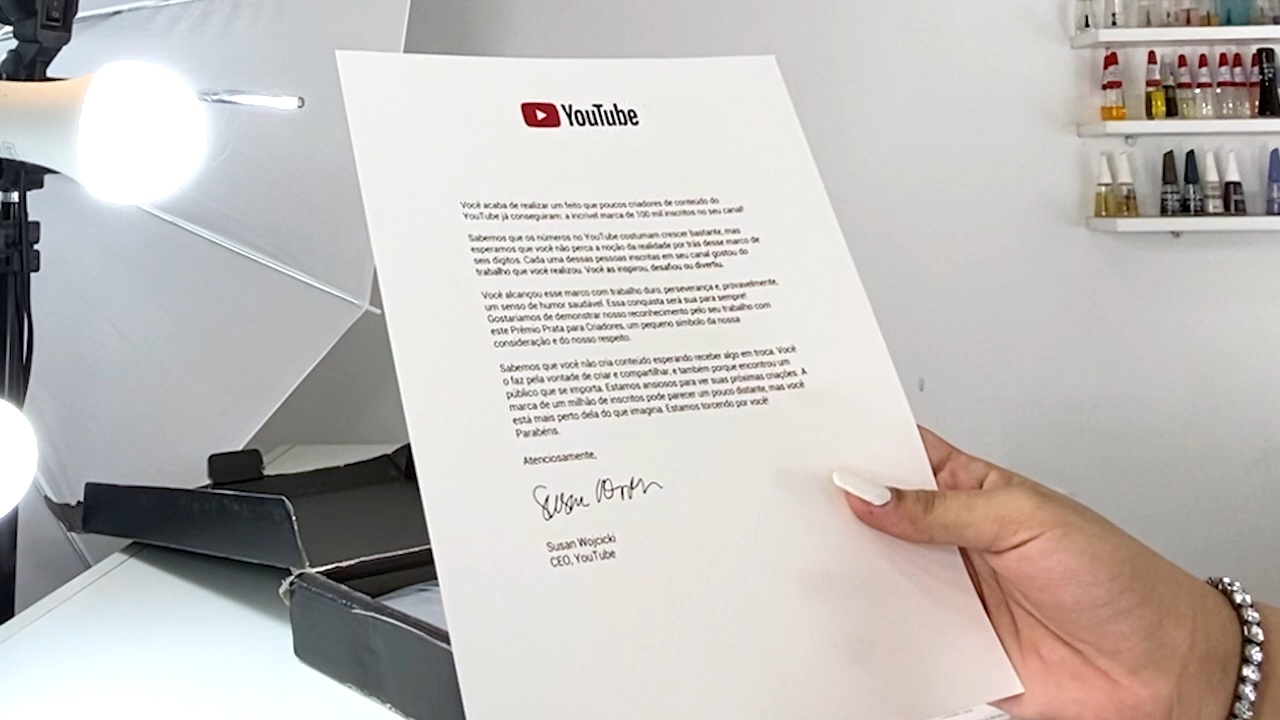 YouTube
Você acaba de realizar um feito que poucos criadores de conteúdo do
YouTube já conseguiram: a incrível marca de 100 mil inscritos no seu canal!
Sabemos que os números no YouTube costumam crescer bastante, mas
esperamos que você não perca a noção da realidade por trás desse marco de
seis dígitos. Cada uma dessas pessoas inscritas em seu canal gostou do
trabalho que você realizou. Você as inspirou, desafiou ou divertiu.
Você alcançou esse marco com trabalho duro, perseverança e, provavelmente,
um senso de humor saudável. Essa conquista será sua para sempre!
Gostaríamos de demonstrar nosso reconhecimento pelo seu trabalho com
este Prêmio Prata para Criadores, um pequeno símbolo da nossa
consideração e do nosso respeito.
Sabemos que você não cria conteúdo esperando receber algo em troca. Você
o faz pela vontade de criar e compartilhar, e também porque encontrou um
público que se importa. Estamos ansiosos para ver suas próximas criações. A
marca de um milhão de inscritos pode parecer um pouco distante, mas você
está mais perto dela do que imagina. Estamos torcendo por você!
Parabéns.
Atenciosamente,
Susan Wojcicki
CEO, YouTube